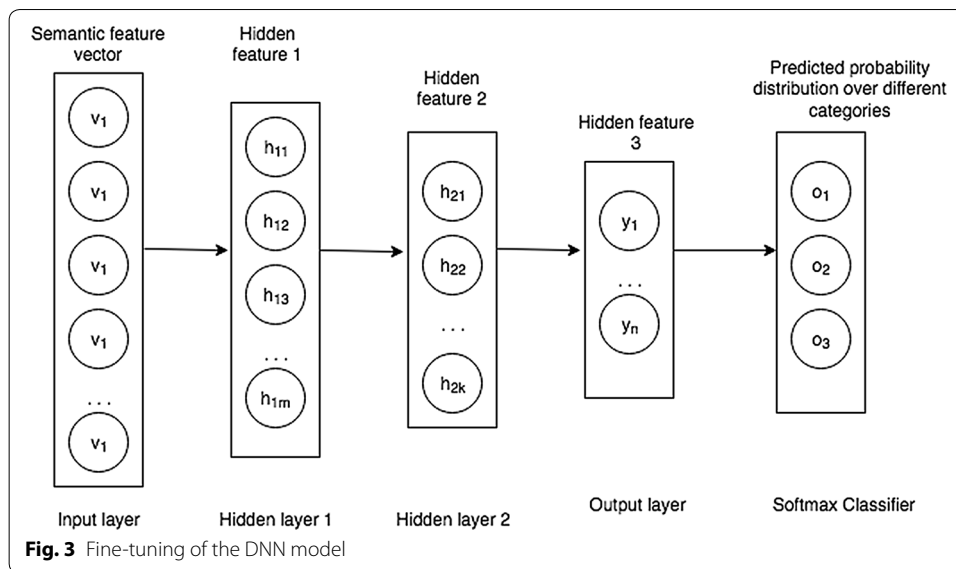 Semantic feature
vector
v₁
v₁
v₁
v₁
...
v₁
Input layer
Hidden
feature 1
h₁₁
h₁₂
h₁₃
...
h₁ₘ
Hidden layer 1
Hidden
feature 2
h₂₁
h₂₂
...
h₂ₖ
Hidden layer 2
Hidden feature
3
y₁
...
yₙ
Output layer
Predicted probability
distribution over different
categories
o₁
o₂
o₃
Softmax Classifier
Fig. 3 Fine-tuning of the DNN model